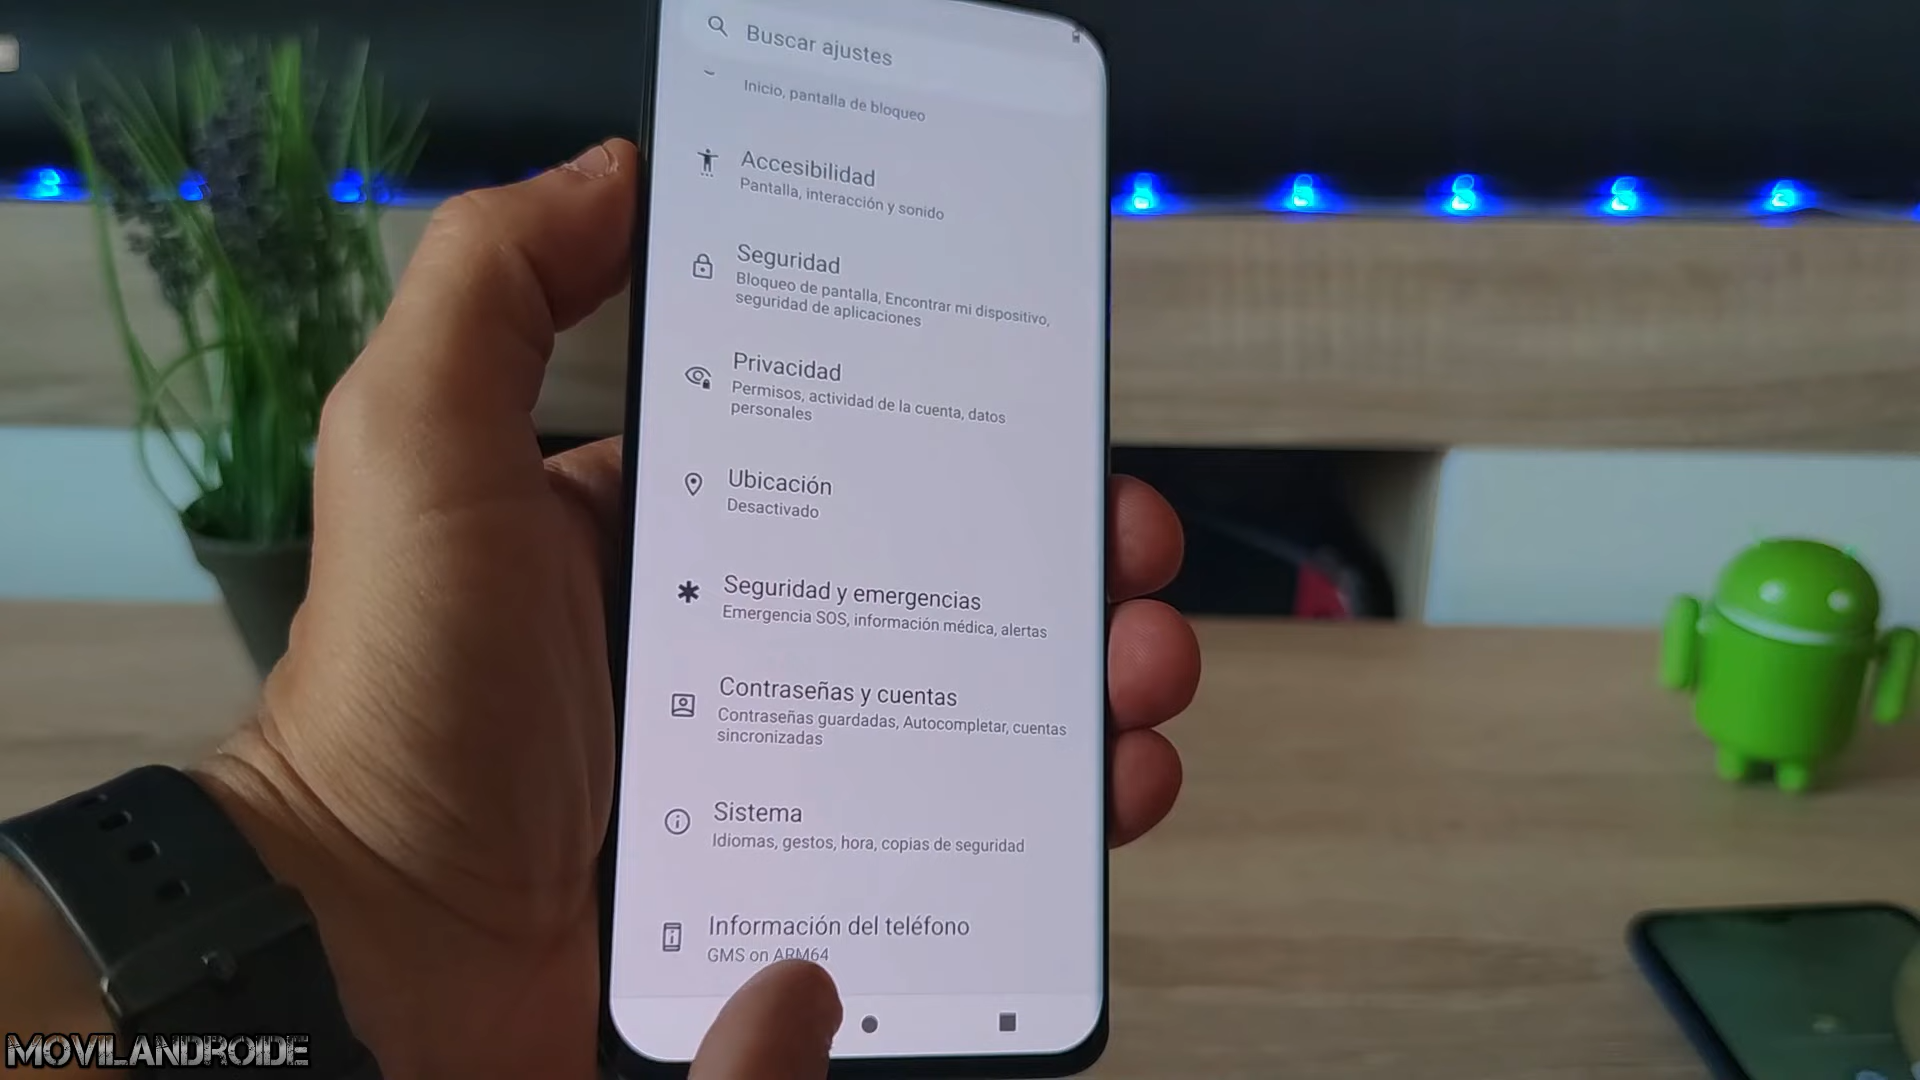 Buscar ajustes
Inicio, pantalla de bloqueo
Accesibilidad
Pantalla, interacción y sonido
Seguridad
Bloqueo de pantalla, Encontrar mi dispositivo,
seguridad de aplicaciones
Privacidad
Permisos, actividad de la cuenta, datos
personales
Ubicación
Desactivado
Seguridad y emergencias
Emergencia SOS, información médica, alertas
Contraseñas y cuentas
Contraseñas guardadas, Autocompletar, cuentas
sincronizadas
Sistema
Idiomas, gestos, hora, copias de seguridad
Información del teléfono
GMS on ARM64
MOVILANDROIDE